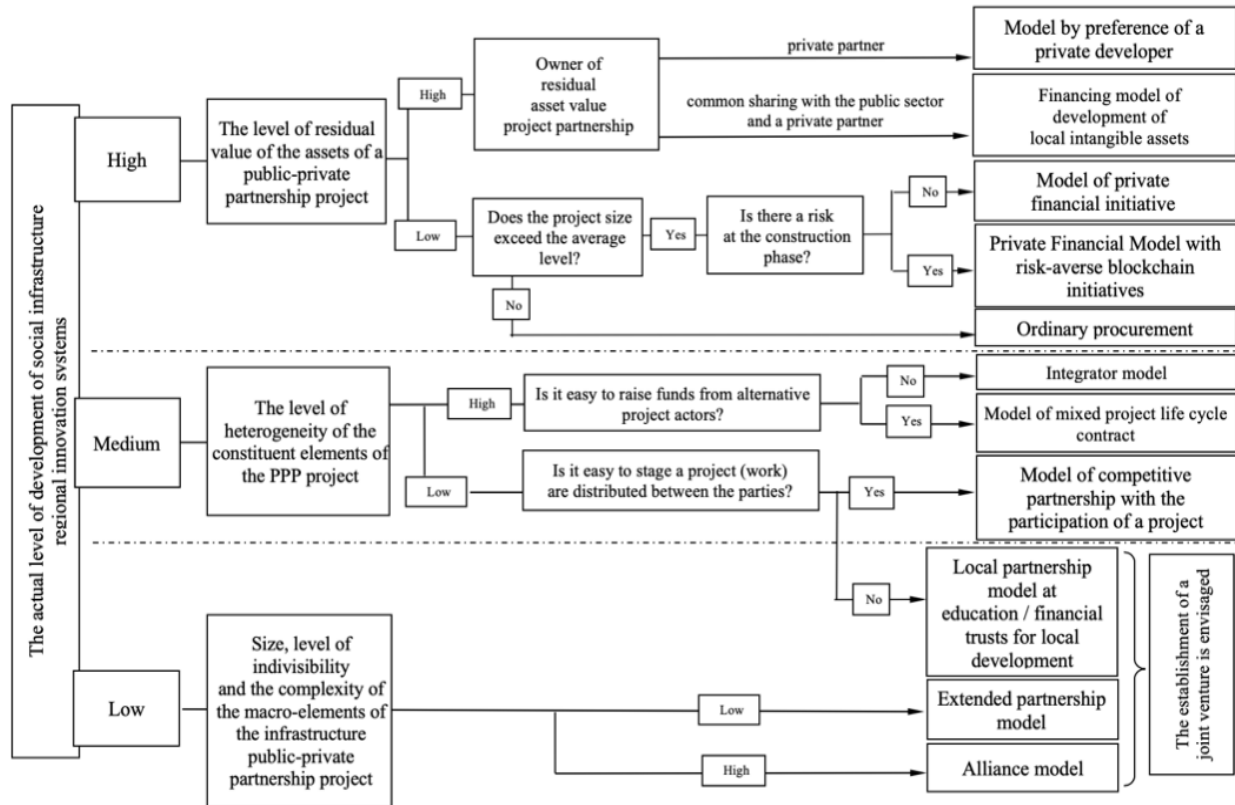 The actual level of development of social infrastructure
regional innovation systems
High
The level of residual
value of the assets of a
public-private
partnership project
High
Owner of
residual
asset value
project partnership
private partner
Model by preference of a
private developer
common sharing with the public sector
and a private partner
Financing model of
development of
local intangible assets
Low
Does the project size
exceed the average
level?
Yes
Is there a risk
at the construction
phase?
No
Model of private
financial initiative
Yes
Private Financial Model with
risk-averse blockchain
initiatives
No
Ordinary procurement
Medium
The level of
heterogeneity of the
constituent elements of
the PPP project
High
Is it easy to raise funds from alternative
project actors?
No
Integrator model
Yes
Model of mixed project life cycle
contract
Low
Is it easy to stage a project (work)
are distributed between the parties?
Yes
Model of competitive
partnership with the
participation of a project
No
Local partnership
model at
education / financial
trusts for local
development
Low
Size, level of
indivisibility
and the complexity of
the macro-elements of
the infrastructure
public-private
partnership project
Low
Extended partnership
model
High
Alliance model
The establishment of a
joint venture is envisaged